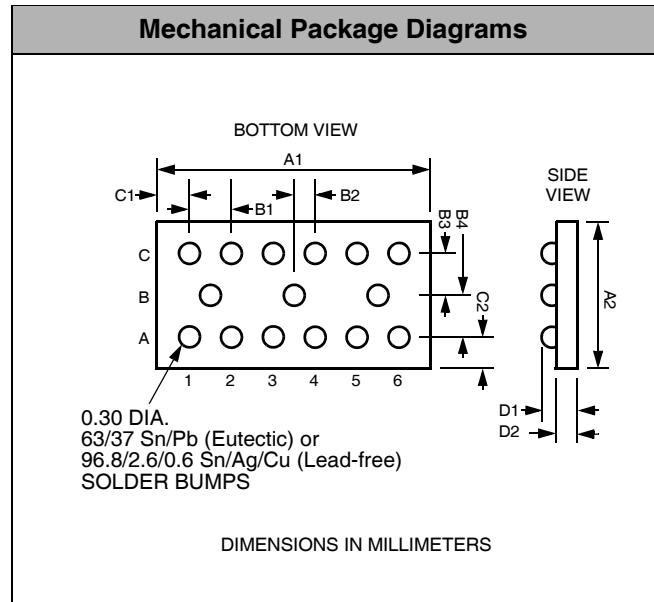 Mechanical Package Diagrams
BOTTOM VIEW
A1
SIDE
VIEW
C1
B1
B2
B3
B4
C
B
A
C2
A2
1 2 3 4 5 6
D1
D2
0.30 DIA.
63/37 Sn/Pb (Eutectic) or
96.8/2.6/0.6 Sn/Ag/Cu (Lead-free)
SOLDER BUMPS
DIMENSIONS IN MILLIMETERS